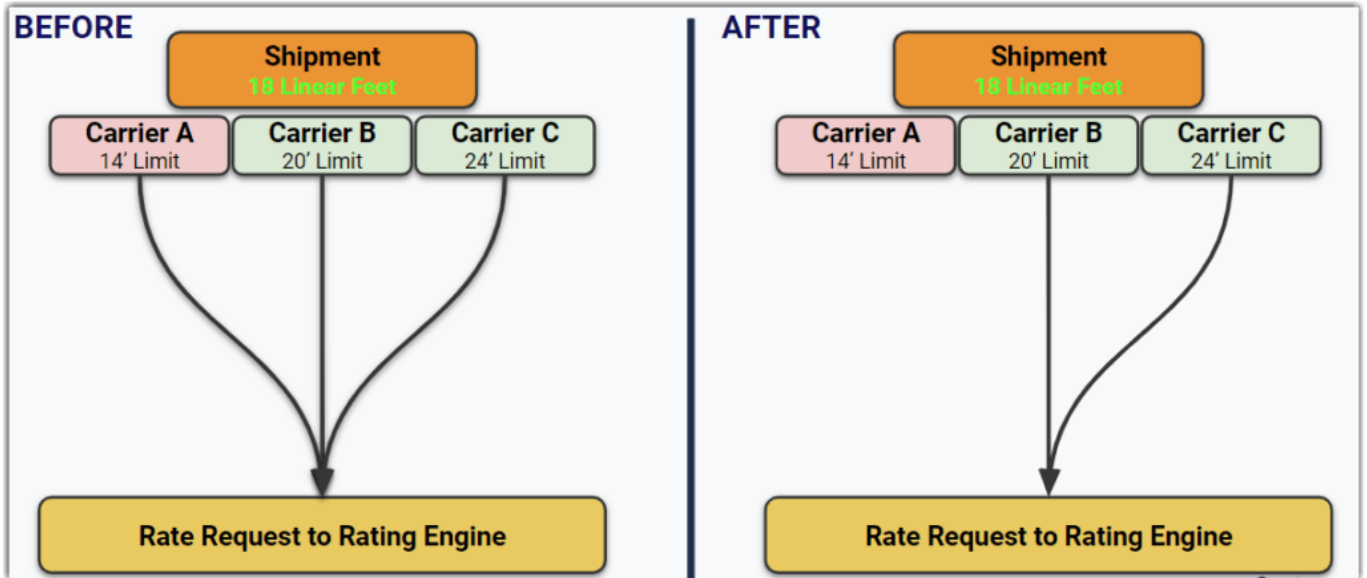 BEFORE
Shipment
18 Linear Feet
Carrier A
14' Limit
Carrier B
20' Limit
Carrier C
24' Limit
Rate Request to Rating Engine
AFTER
Shipment
18 Linear Feet
Carrier A
14' Limit
Carrier B
20' Limit
Carrier C
24' Limit
Rate Request to Rating Engine